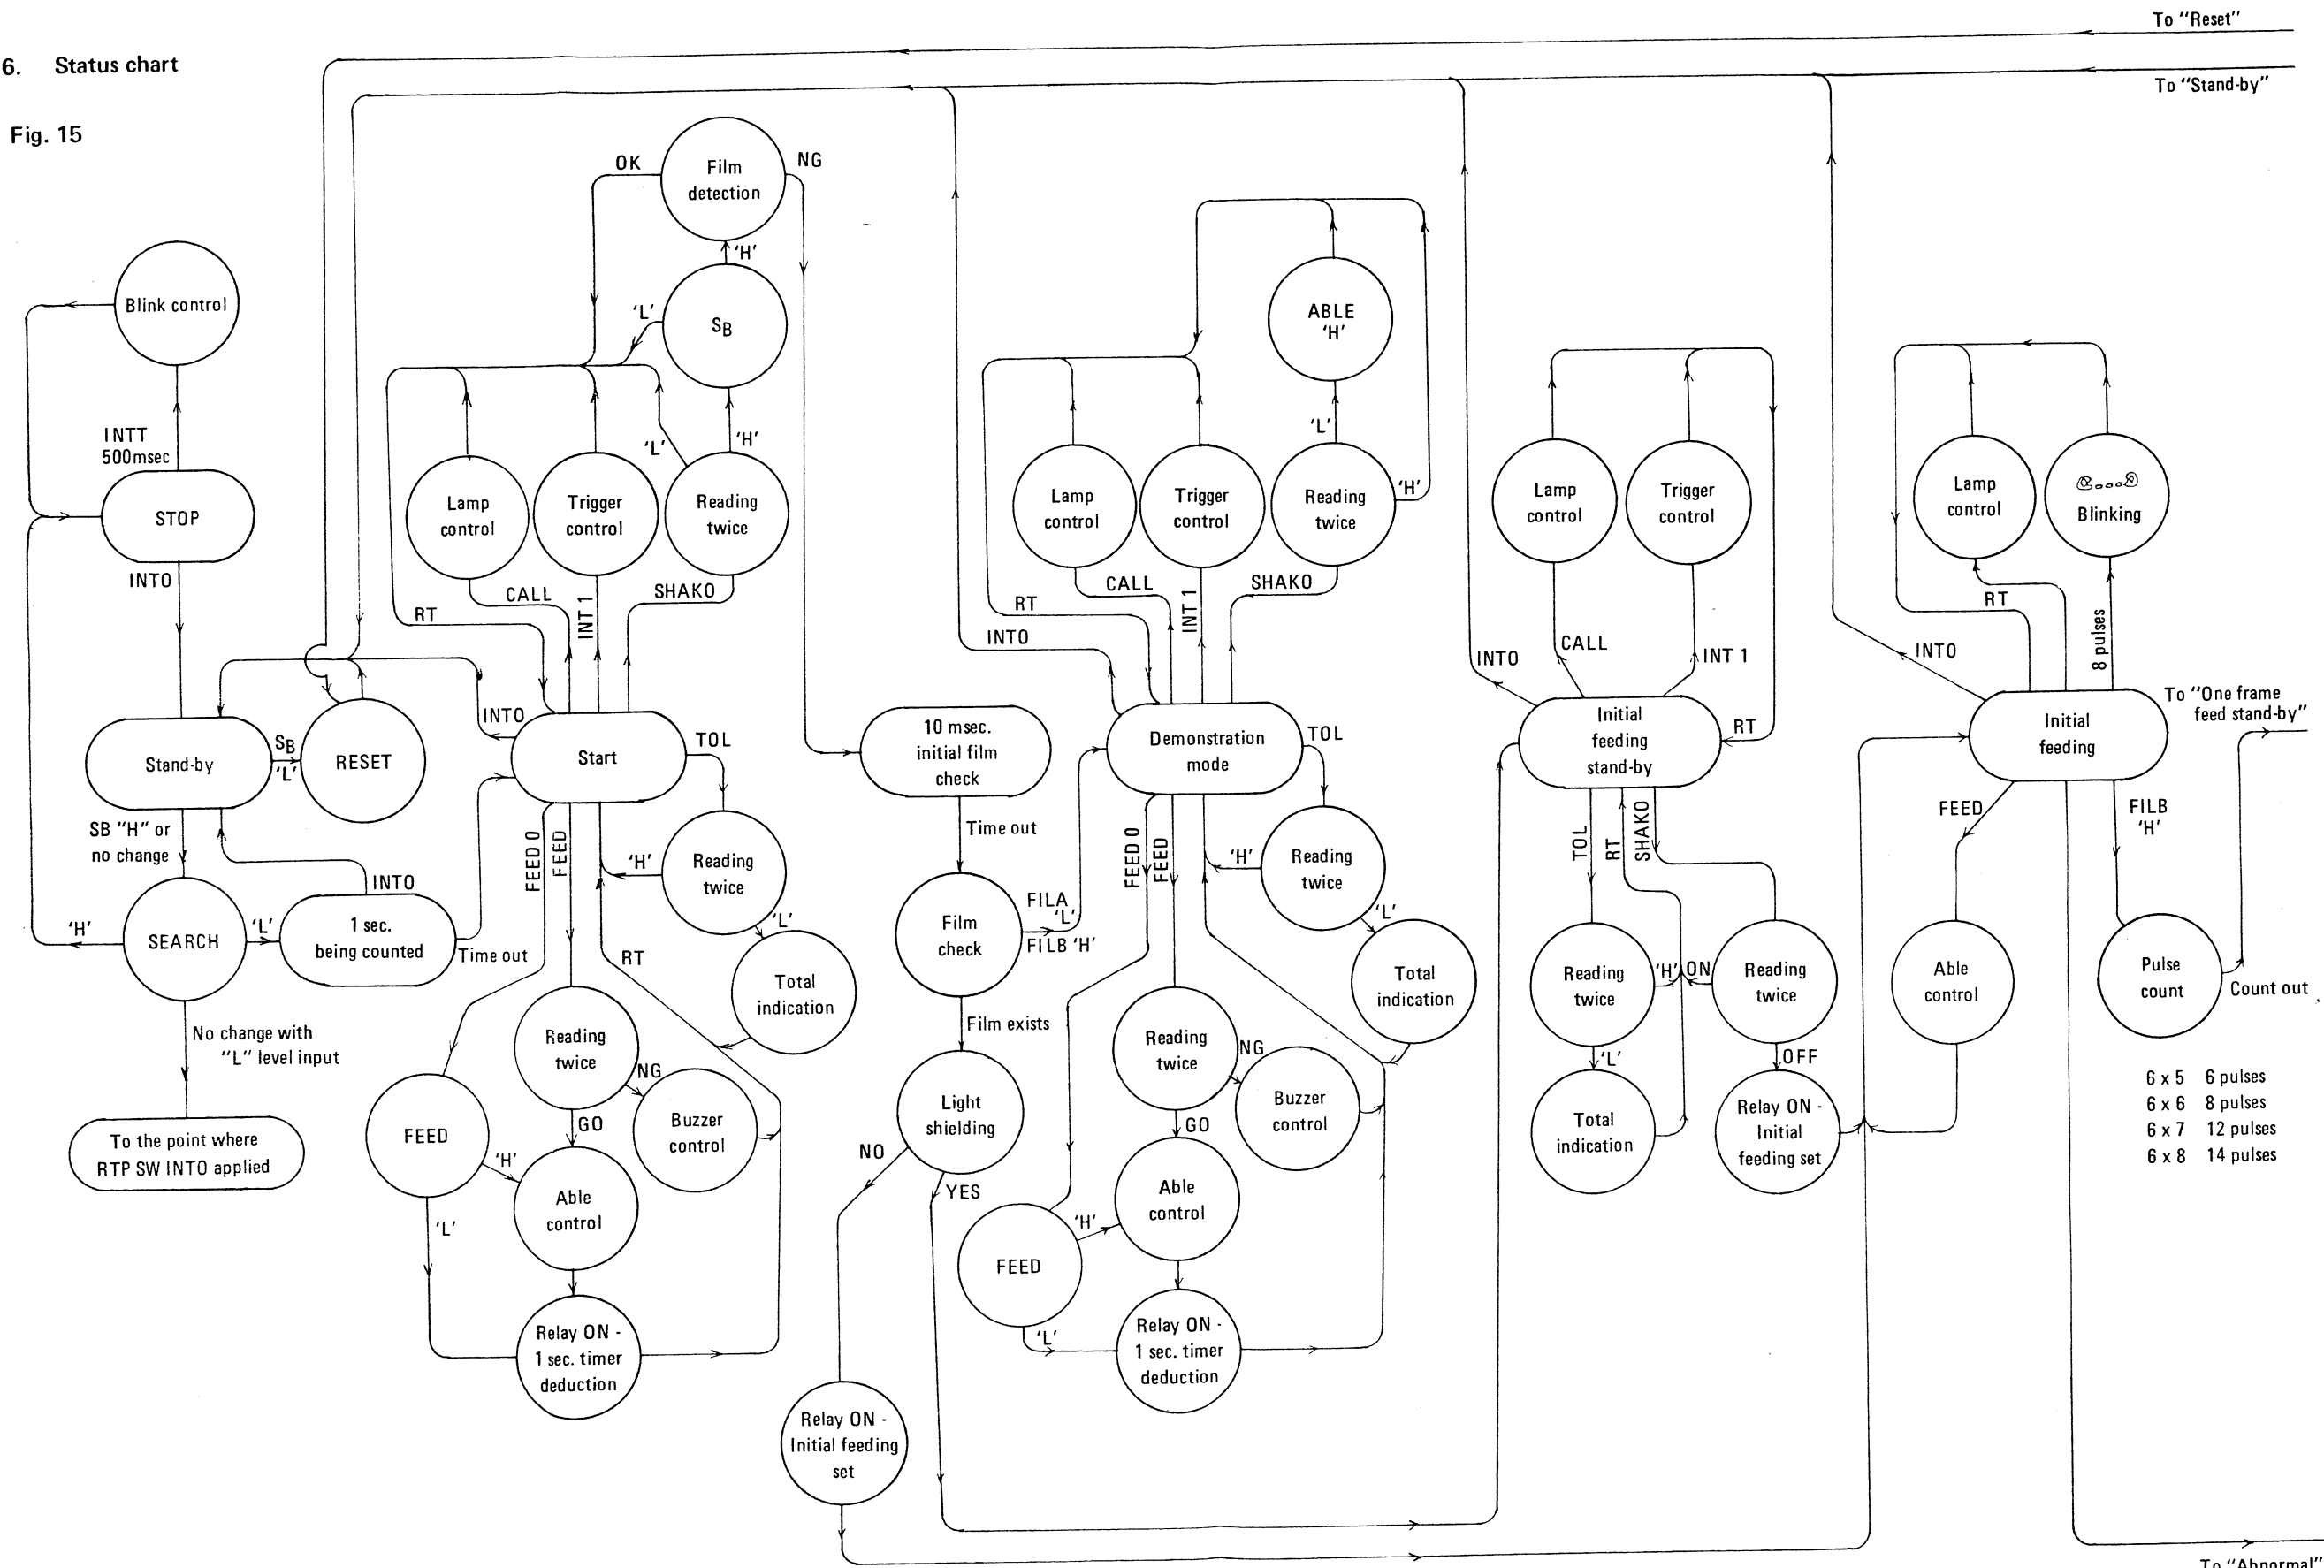 To "Reset"
6. Status chart
To "Stand-by"
Fig. 15
OK
Film
detection
NG
'H'
Blink control
'L'
SB
ABLE
'H'
INTT
500msec
'L'
'H'
'L'
'H'
STOP
Lamp
control
Trigger
control
Reading
twice
Lamp
control
Trigger
control
Reading
twice
Lamp
control
Trigger
control
Lamp
control
Blinking
INTO
RT
CALL
INT 1
SHAKO
RT
CALL
INT 1
SHAKO
INTO
INTO
CALL
INT 1
RT
INTO
8 pulses
To "One frame
feed stand-by"
Stand-by
SB
'L'
RESET
INTO
Start
TOL
10 msec.
initial film
check
Demonstration
mode
TOL
Initial
feeding
stand-by
RT
Initial
feeding
SB "H" or
no change
INTO
FEED 0
FEED
'H'
Reading
twice
Time out
FEED 0
FEED
'H'
Reading
twice
TOL
RT
SHAKO
FEED
FILB
'H'
'H'
SEARCH
'L'
1 sec.
being counted
Time out
RT
'L'
Total
indication
Film
check
FILA
'L'
FILB 'H'
'L'
Total
indication
Reading
twice
'H'
ON
Reading
twice
Able
control
Pulse
count
Count out
No change with
"L" level input
Reading
twice
NG
Film exists
Reading
twice
NG
'L'
OFF
To the point where
RTP SW INTO applied
FEED
'H'
GO
Buzzer
control
Light
shielding
GO
Buzzer
control
Total
indication
Relay ON -
Initial
feeding set
6 x 5 6 pulses
6 x 6 8 pulses
6 x 7 12 pulses
6 x 8 14 pulses
'L'
Able
control
NO
YES
FEED
'H'
Able
control
Relay ON -
1 sec. timer
deduction
'L'
Relay ON -
1 sec. timer
deduction
Relay ON -
Initial feeding
set
To "Abnormal"